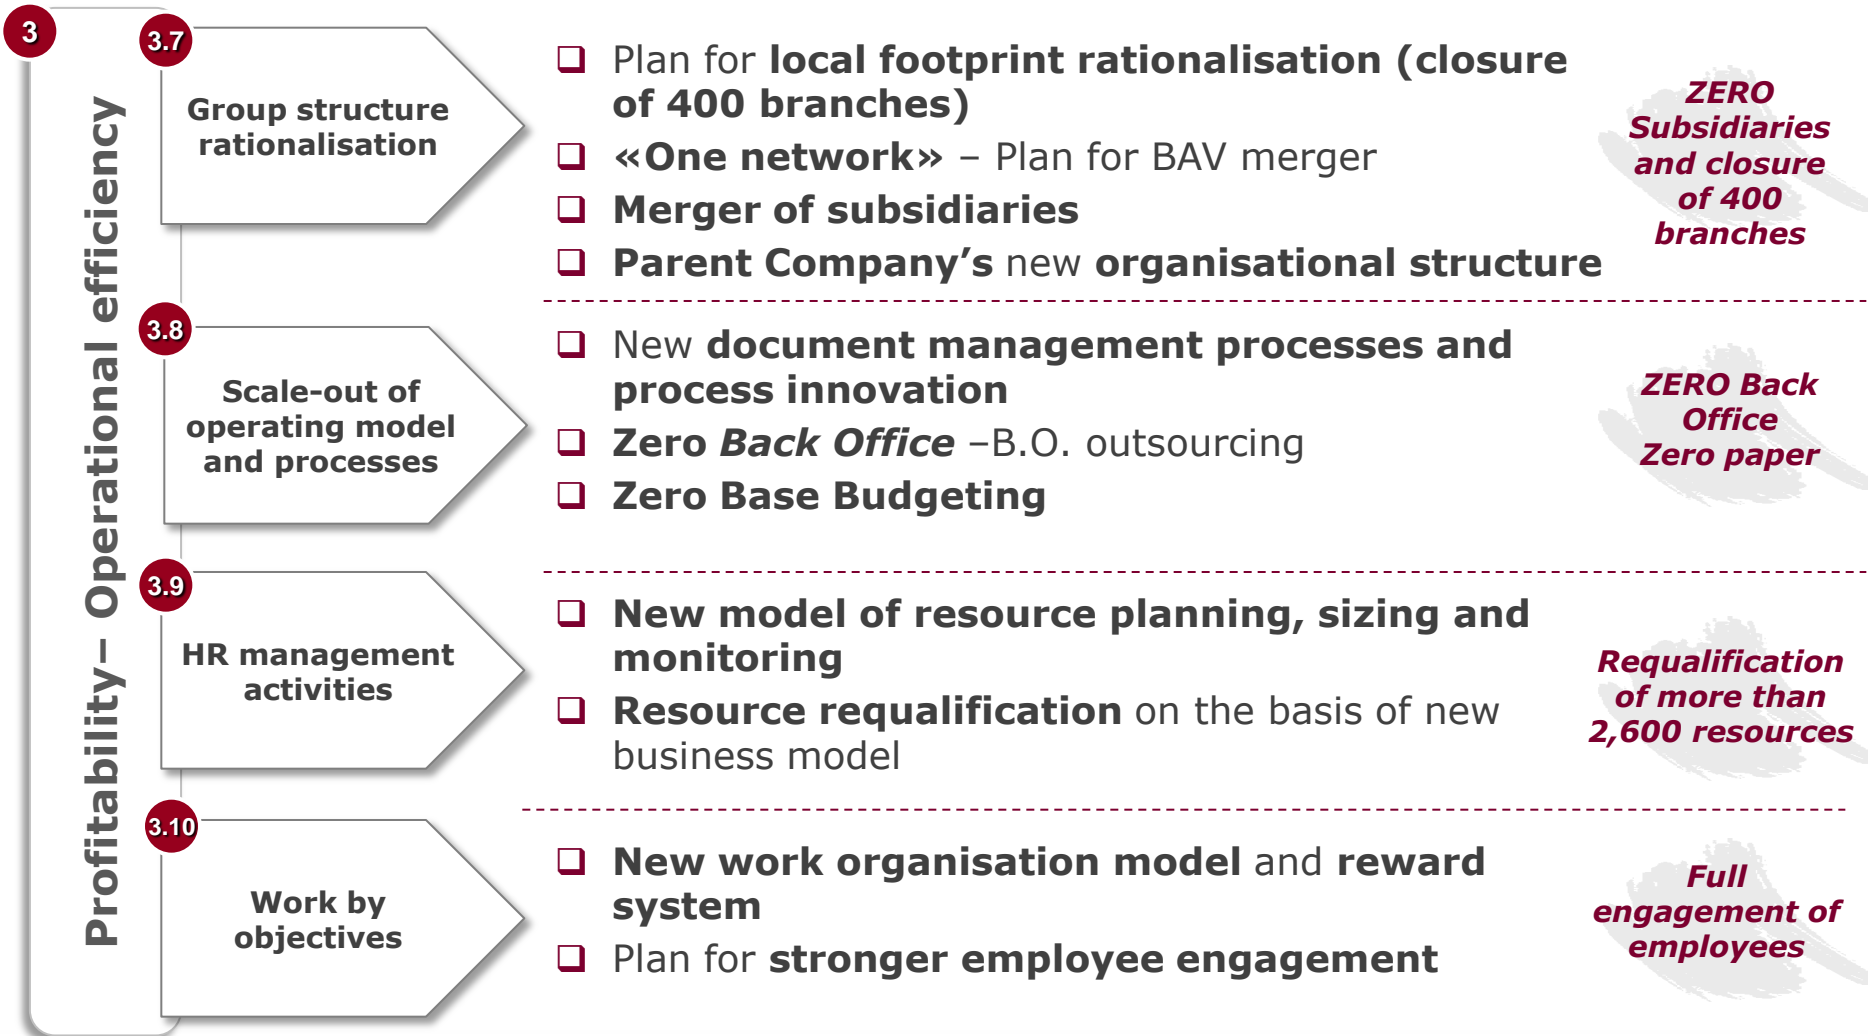 3
Profitability– Operational efficiency
3.7
Group structure
rationalisation
❑ Plan for local footprint rationalisation (closure
of 400 branches)
❑ «One network» – Plan for BAV merger
❑ Merger of subsidiaries
❑ Parent Company’s new organisational structure
ZERO
Subsidiaries
and closure
of 400
branches
3.8
Scale-out of
operating model
and processes
❑ New document management processes and
process innovation
❑ Zero Back Office –B.O. outsourcing
❑ Zero Base Budgeting
ZERO Back
Office
Zero paper
3.9
HR management
activities
❑ New model of resource planning, sizing and
monitoring
❑ Resource requalification on the basis of new
business model
Requalification
of more than
2,600 resources
3.10
Work by
objectives
❑ New work organisation model and reward
system
❑ Plan for stronger employee engagement
Full
engagement of
employees